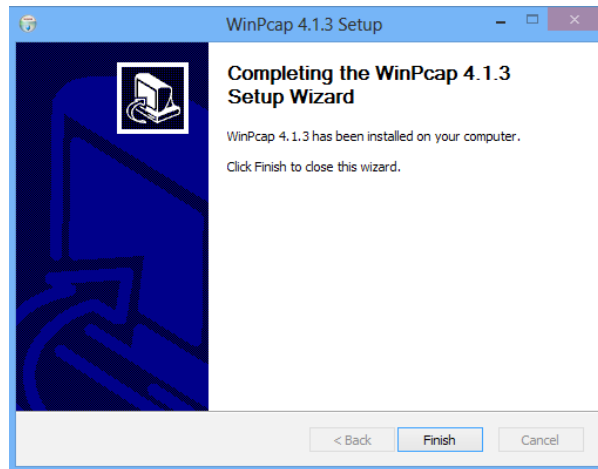 WinPcap 4.1.3 Setup
Completing the WinPcap 4.1.3
Setup Wizard
WinPcap 4.1.3 has been installed on your computer.
Click Finish to close this wizard.
< Back Finish Cancel